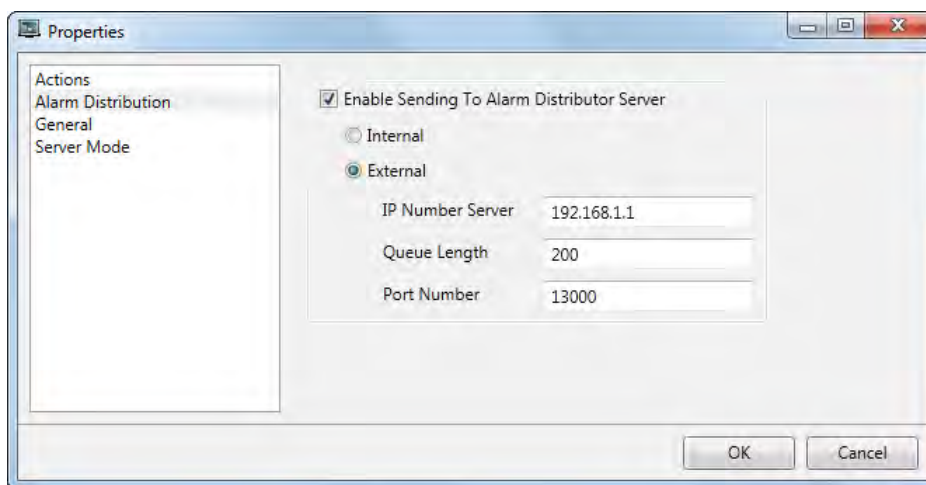 Properties
Actions
Alarm Distribution
General
Server Mode
Enable Sending To Alarm Distributor Server
Internal
External
IP Number Server 192.168.1.1
Queue Length 200
Port Number 13000
OK Cancel